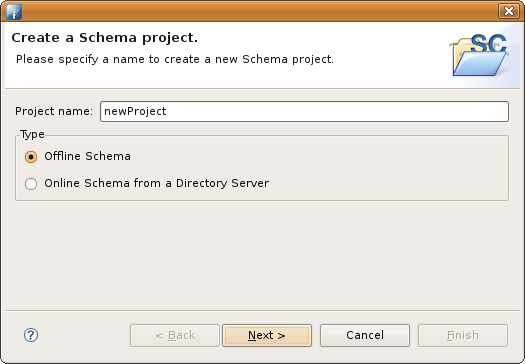 Create a Schema project.
Please specify a name to create a new Schema project.
SC
Project name: newProject
Type
Offline Schema
Online Schema from a Directory Server
? < Back Next > Cancel Finish